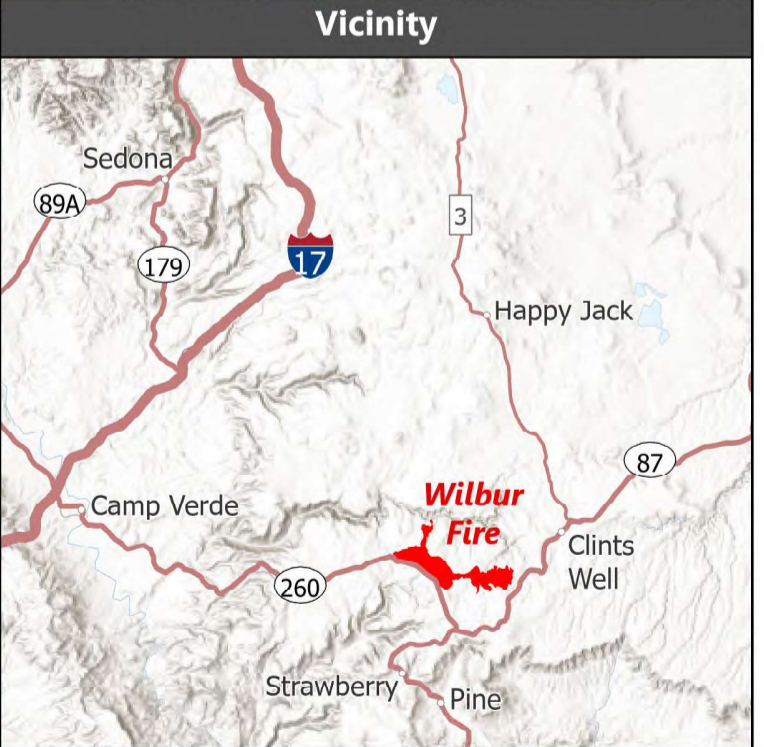 Vicinity
Sedona
89A
3
179
17
Happy Jack
87
Wilbur
Fire
Camp Verde
Clints
Well
260
Strawberry
Pine